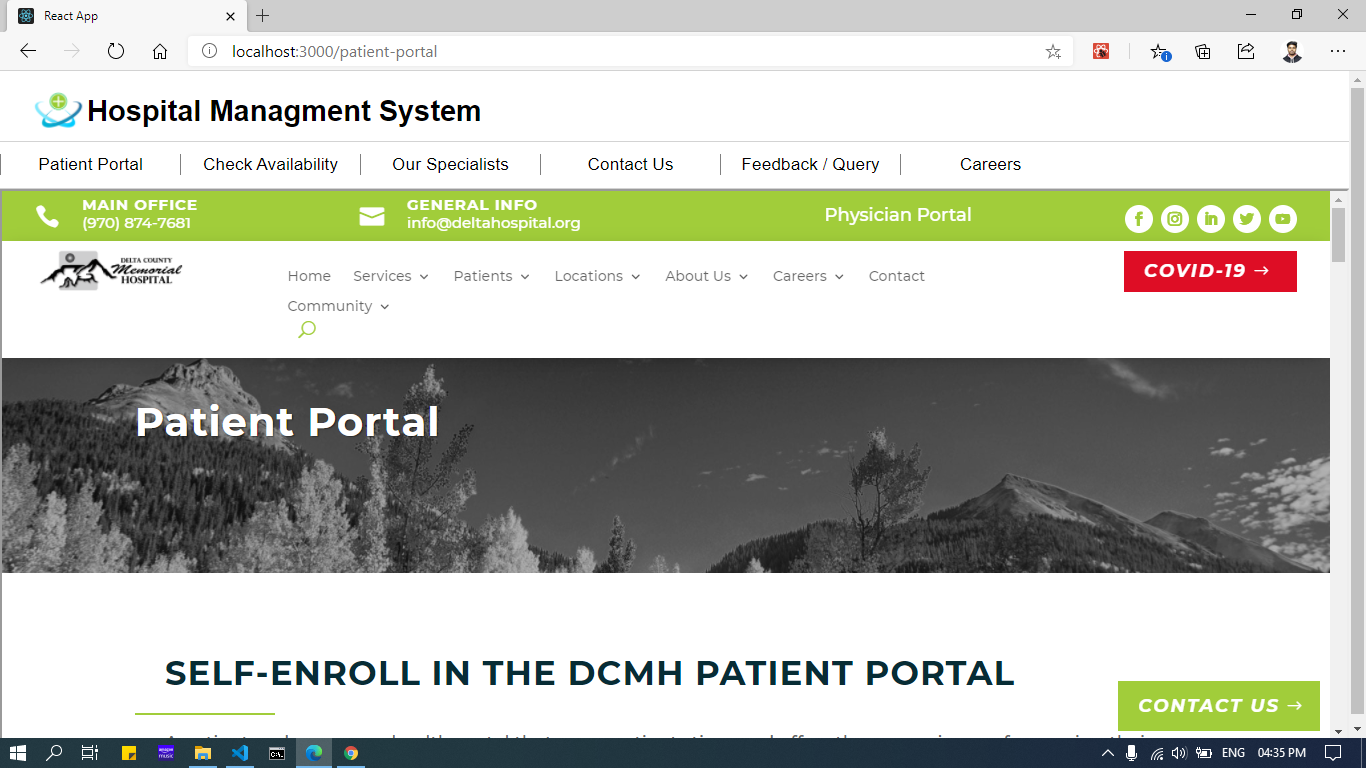 React App
localhost:3000/patient-portal
Hospital Managment System
Patient Portal
Check Availability
Our Specialists
Contact Us
Feedback / Query
Careers
MAIN OFFICE
(970) 874-7681
GENERAL INFO
info@deltahospital.org
Physician Portal
DELTA COUNTY
Memorial
HOSPITAL
Home
Services
Patients
Locations
About Us
Careers
Contact
Community
COVID-19 →
Patient Portal
SELF-ENROLL IN THE DCMH PATIENT PORTAL
CONTACT US →
amazon
music
ENG
04:35 PM